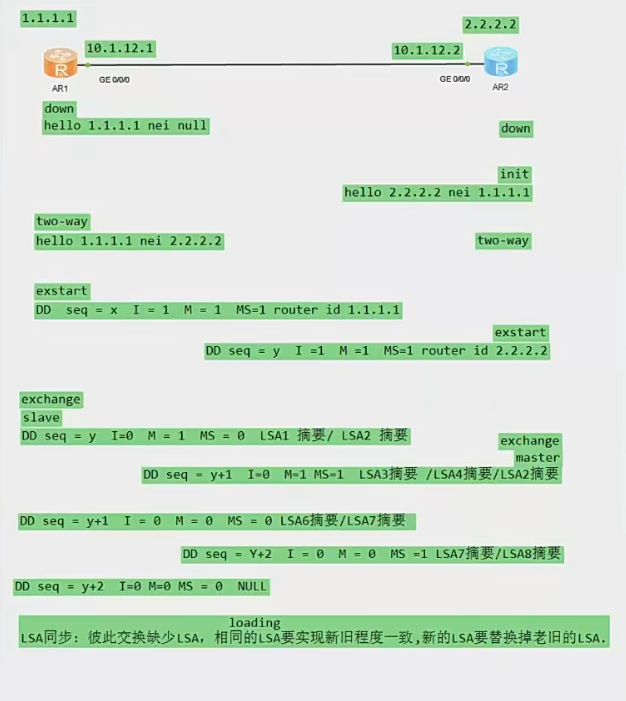 1.1.1.1
2.2.2.2
10.1.12.1
10.1.12.2
R
R
GE 0/0/0
GE 0/0/0
AR1
AR2
down
hello 1.1.1.1 nei null
down
init
hello 2.2.2.2 nei 1.1.1.1
two-way
hello 1.1.1.1 nei 2.2.2.2
two-way
exstart
DD seq = x I = 1 M = 1 MS=1 router id 1.1.1.1
exstart
DD seq = y I =1 M =1 MS=1 router id 2.2.2.2
exchange
slave
DD seq = y I=0 M = 1 MS = 0 LSA1 摘要/ LSA2 摘要
exchange
master
DD seq = y+1 I=0 M=1 MS=1 LSA3摘要 /LSA4摘要/LSA2摘要
DD seq = y+1 I = 0 M = 0 MS = 0 LSA6摘要/LSA7摘要
DD seq = Y+2 I = 0 M = 0 MS =1 LSA7摘要/LSA8摘要
DD seq = y+2 I=0 M=0 MS = 0 NULL
loading
LSA同步: 彼此交换缺少LSA，相同的LSA要实现新旧程度一致,新的LSA要替换掉老旧的LSA.